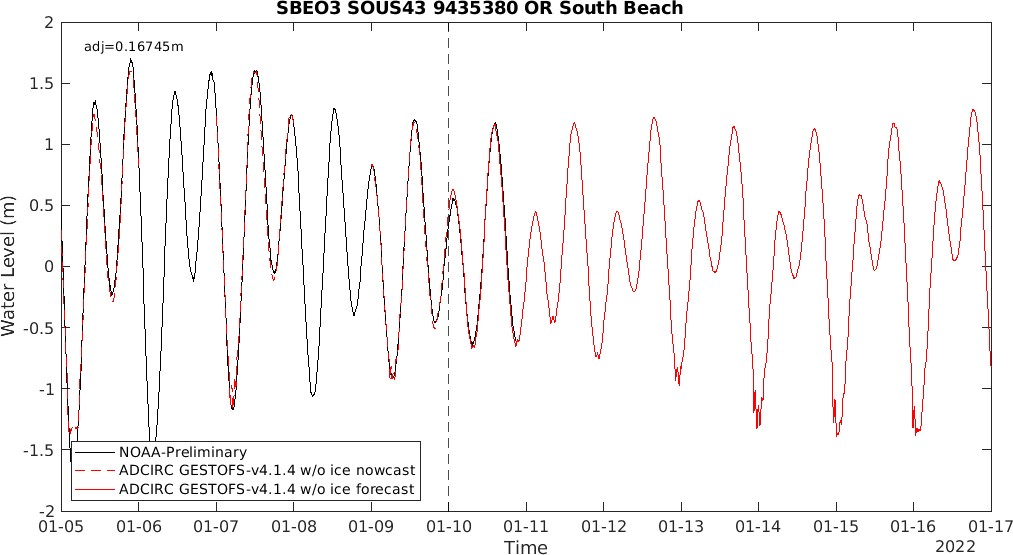 SBEO3 SOUS43 9435380 OR South Beach
adj=0.16745m
Water Level (m)
2
1.5
1
0.5
0
-0.5
-1
-1.5
-2
NOAA-Preliminary
ADCIRC GESTOFS-v4.1.4 w/o ice nowcast
ADCIRC GESTOFS-v4.1.4 w/o ice forecast
01-05 01-06 01-07 01-08 01-09 01-10 01-11 01-12 01-13 01-14 01-15 01-16 01-17
Time
2022